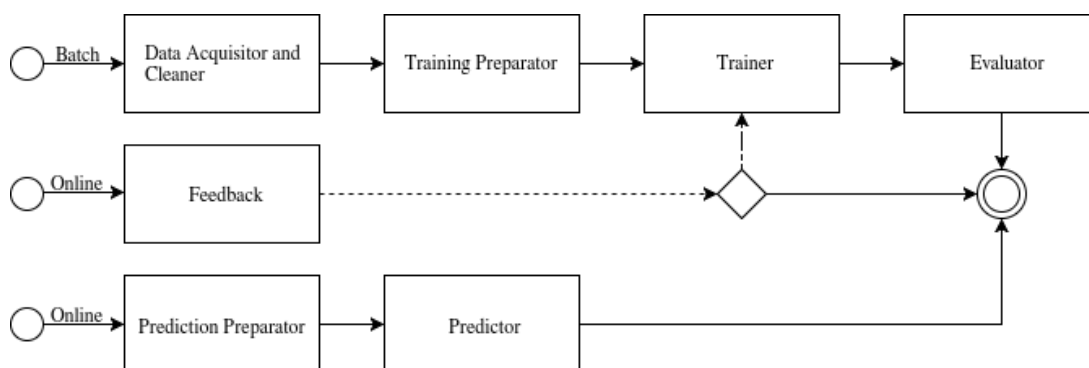 Batch
Data Acquisitor and
Cleaner
Training Preparator
Trainer
Evaluator
Online
Feedback
Online
Prediction Preparator
Predictor